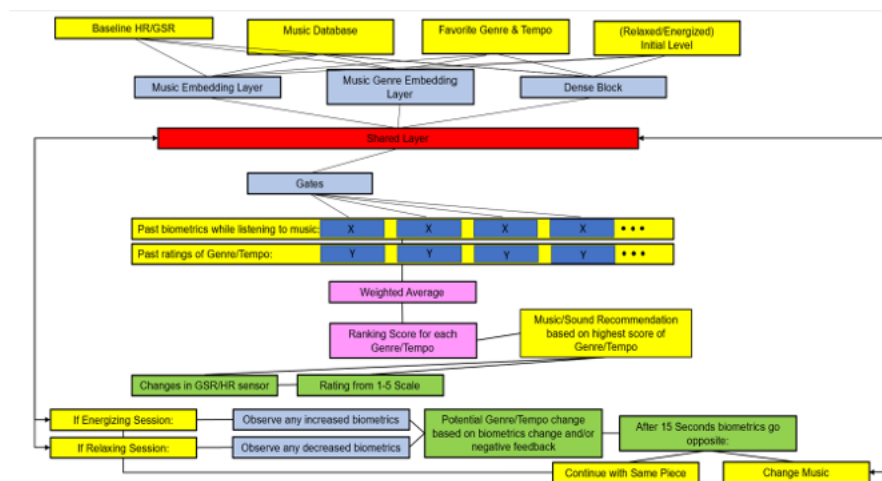 Baseline HR/GSR
Music Database
Favorite Genre & Tempo
(Relaxed/Energized)
Initial Level
Music Embedding Layer
Music Genre Embedding
Layer
Dense Block
Shared Layer
Gates
Past biometrics while listening to music: X X X X •••
Past ratings of Genre/Tempo: Y Y Y Y •••
Weighted Average
Ranking Score for each
Genre/Tempo
Music/Sound Recommendation
based on highest score of
Genre/Tempo
Changes in GSR/HR sensor
Rating from 1-5 Scale
If Energizing Session:
Observe any increased biometrics
If Relaxing Session:
Observe any decreased biometrics
Potential Genre/Tempo change
based on biometrics change and/or
negative feedback
After 15 Seconds biometrics go
opposite:
Continue with Same Piece
Change Music